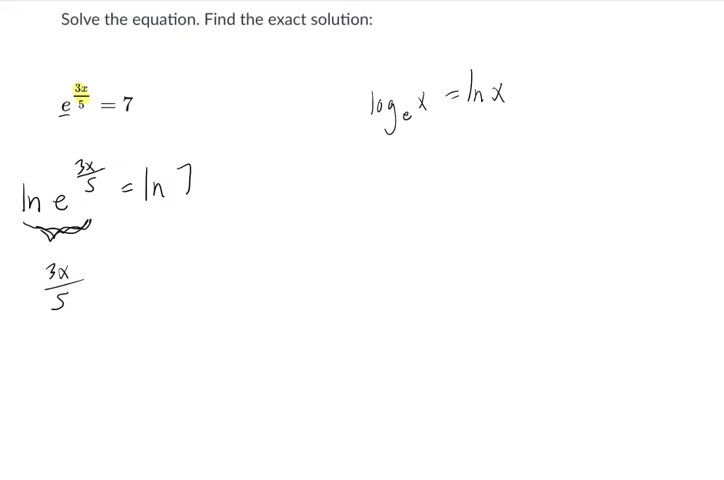 Solve the equation. Find the exact solution:
e^(3x/5) = 7
log_e x = ln x
ln e^(3x/5) = ln 7
3x/5